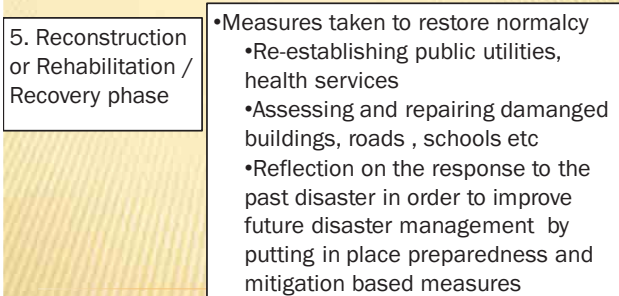 5. Reconstruction
or Rehabilitation /
Recovery phase
•Measures taken to restore normalcy
•Re-establishing public utilities,
health services
•Assessing and repairing damanged
buildings, roads , schools etc
•Reflection on the response to the
past disaster in order to improve
future disaster management by
putting in place preparedness and
mitigation based measures